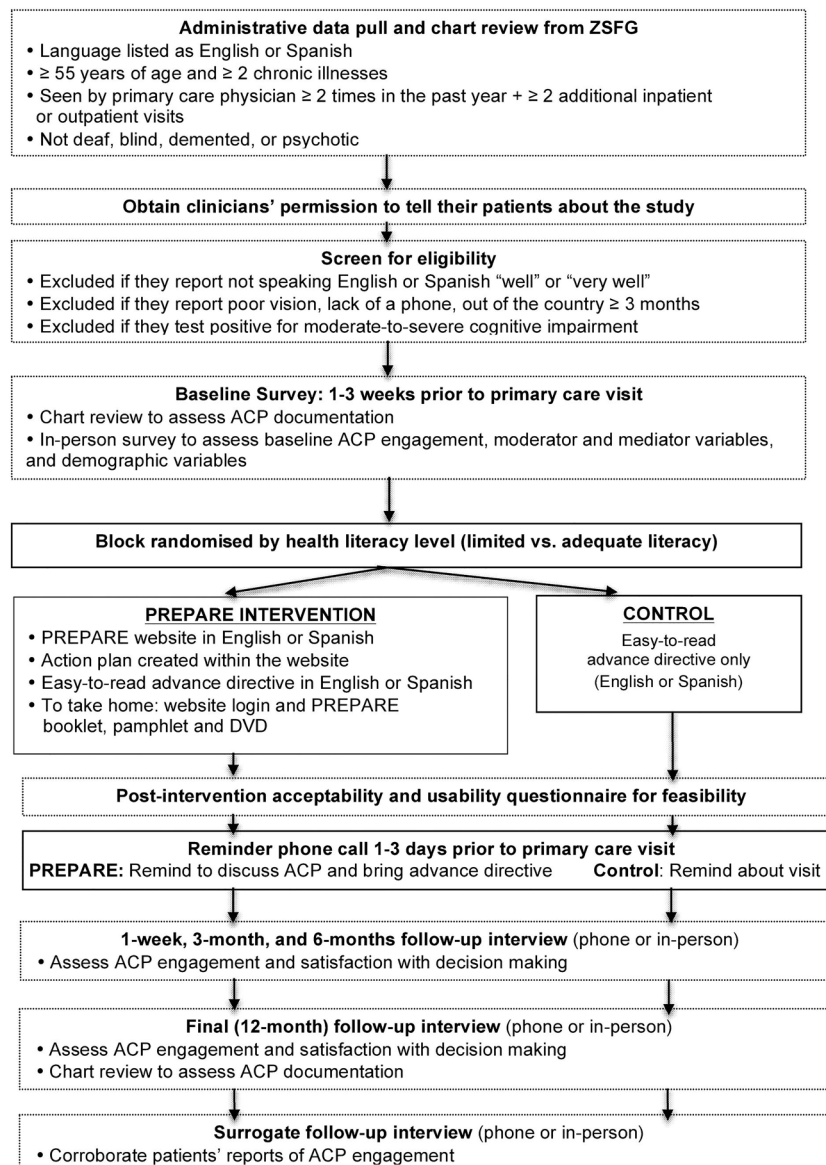 Administrative data pull and chart review from ZSFG
• Language listed as English or Spanish
• ≥ 55 years of age and ≥ 2 chronic illnesses
• Seen by primary care physician ≥ 2 times in the past year + ≥ 2 additional inpatient
or outpatient visits
• Not deaf, blind, demented, or psychotic
Obtain clinicians’ permission to tell their patients about the study
Screen for eligibility
• Excluded if they report not speaking English or Spanish “well” or “very well”
• Excluded if they report poor vision, lack of a phone, out of the country ≥ 3 months
• Excluded if they test positive for moderate-to-severe cognitive impairment
Baseline Survey: 1-3 weeks prior to primary care visit
• Chart review to assess ACP documentation
• In-person survey to assess baseline ACP engagement, moderator and mediator variables,
and demographic variables
Block randomised by health literacy level (limited vs. adequate literacy)
PREPARE INTERVENTION
• PREPARE website in English or Spanish
• Action plan created within the website
• Easy-to-read advance directive in English or Spanish
• To take home: website login and PREPARE
booklet, pamphlet and DVD
CONTROL
Easy-to-read
advance directive only
(English or Spanish)
Post-intervention acceptability and usability questionnaire for feasibility
Reminder phone call 1-3 days prior to primary care visit
PREPARE: Remind to discuss ACP and bring advance directive Control: Remind about visit
1-week, 3-month, and 6-months follow-up interview (phone or in-person)
• Assess ACP engagement and satisfaction with decision making
Final (12-month) follow-up interview (phone or in-person)
• Assess ACP engagement and satisfaction with decision making
• Chart review to assess ACP documentation
Surrogate follow-up interview (phone or in-person)
• Corroborate patients’ reports of ACP engagement